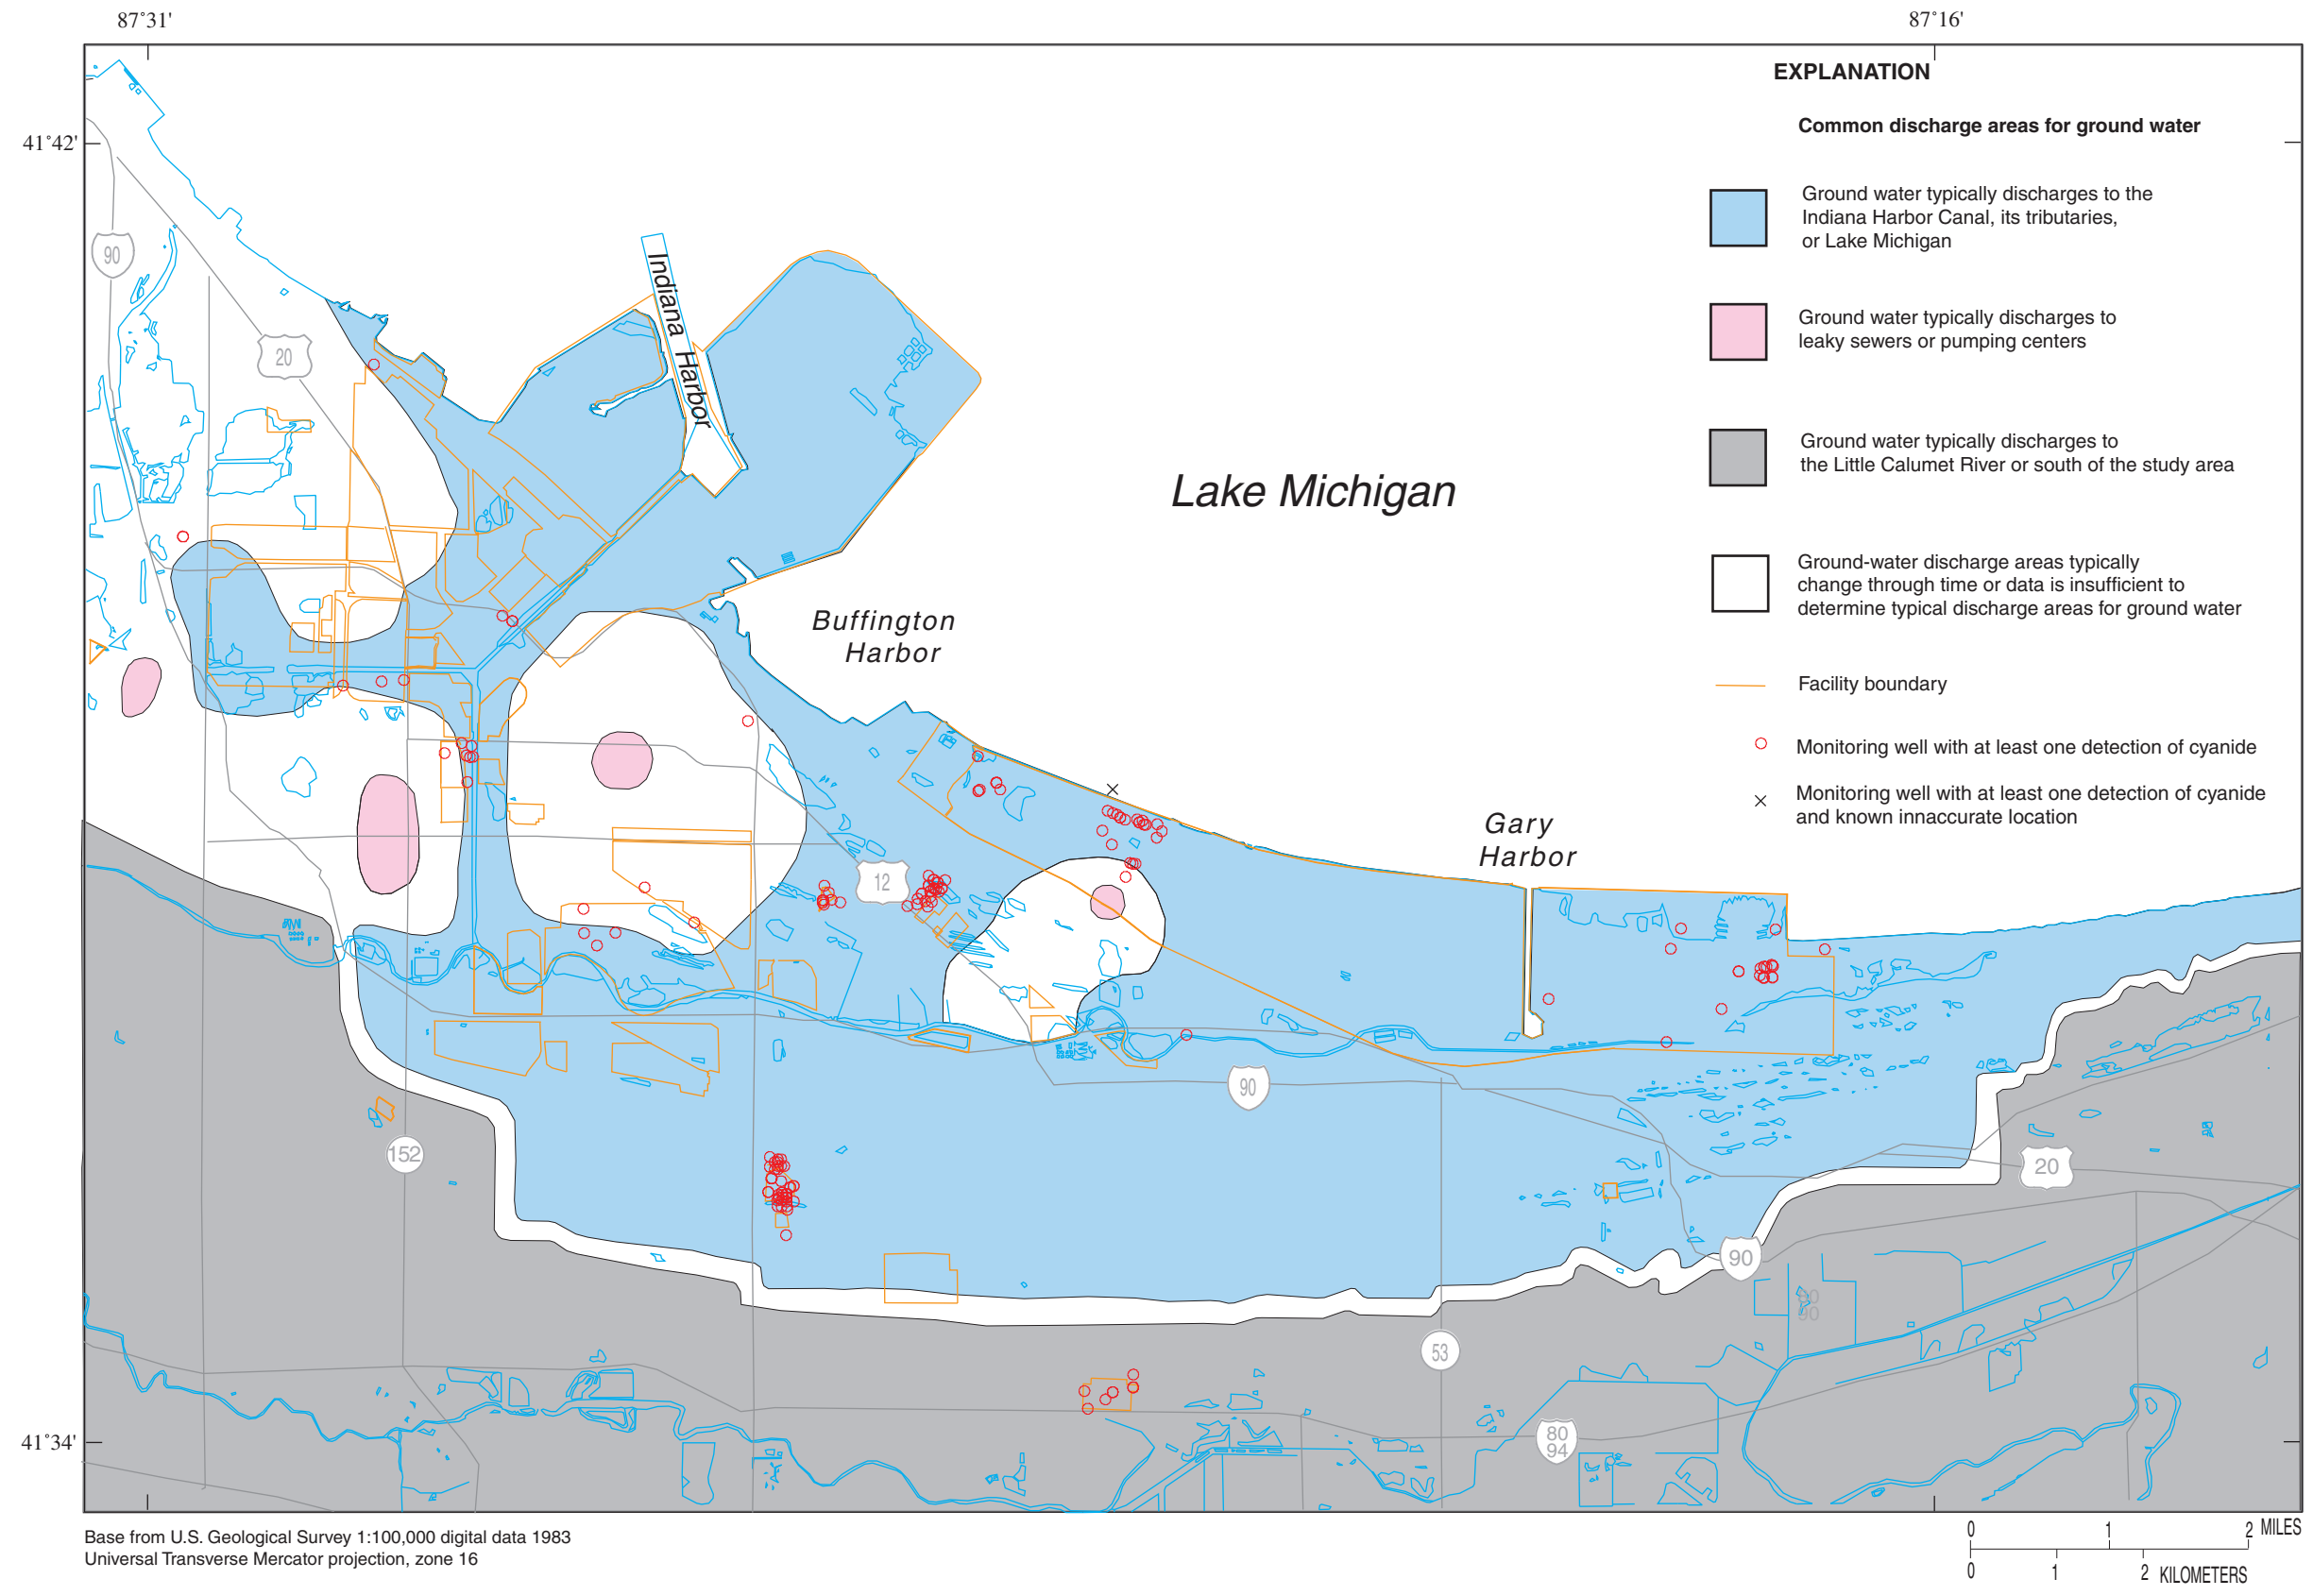 87°31'
87°16'
EXPLANATION
Common discharge areas for ground water
41°42'
Ground water typically discharges to the
Indiana Harbor Canal, its tributaries,
or Lake Michigan
90
Indiana Harbor
Ground water typically discharges to
leaky sewers or pumping centers
20
Ground water typically discharges to
the Little Calumet River or south of the study area
Lake Michigan
Ground-water discharge areas typically
change through time or data is insufficient to
determine typical discharge areas for ground water
Buffington
Harbor
Facility boundary
Monitoring well with at least one detection of cyanide
Monitoring well with at least one detection of cyanide
and known innaccurate location
Gary
Harbor
12
90
152
20
90
90
90
53
80
94
41°34'
Base from U.S. Geological Survey 1:100,000 digital data 1983
Universal Transverse Mercator projection, zone 16
0 1 2 MILES
0 1 2 KILOMETERS